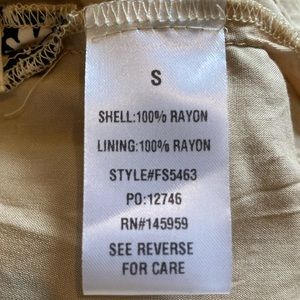 S
SHELL:100% RAYON
LINING:100% RAYON
STYLE#FS5463
PO:12746
RN#145959
SEE REVERSE
FOR CARE